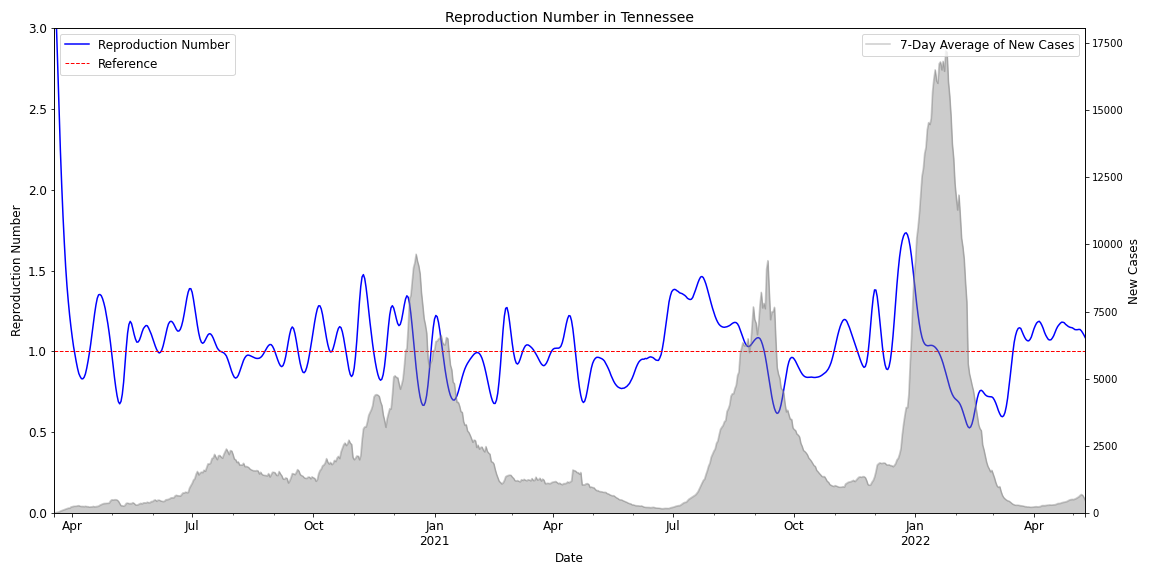 Reproduction Number in Tennessee
Reproduction Number
Reference
7-Day Average of New Cases
3.0
2.5
2.0
1.5
1.0
0.5
0.0
Reproduction Number
17500
15000
12500
10000
7500
5000
2500
0
New Cases
Apr
Jul
Oct
Jan
2021
Apr
Jul
Oct
Jan
2022
Apr
Date